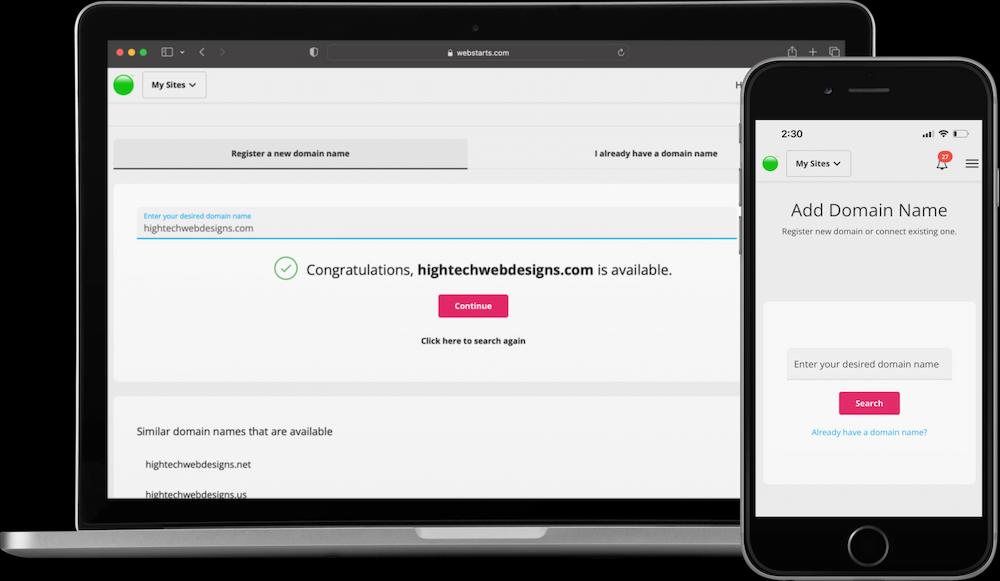 webstarts.com
My Sites
H
Register a new domain name
I already have a domain name
Enter your desired domain name
hightechwebdesigns.com
Congratulations, hightechwebdesigns.com is available.
Continue
Click here to search again
Similar domain names that are available
hightechwebdesigns.net
hightechwebdesigns.us
2:30
My Sites
27
Add Domain Name
Register new domain or connect existing one.
Enter your desired domain name
Search
Already have a domain name?